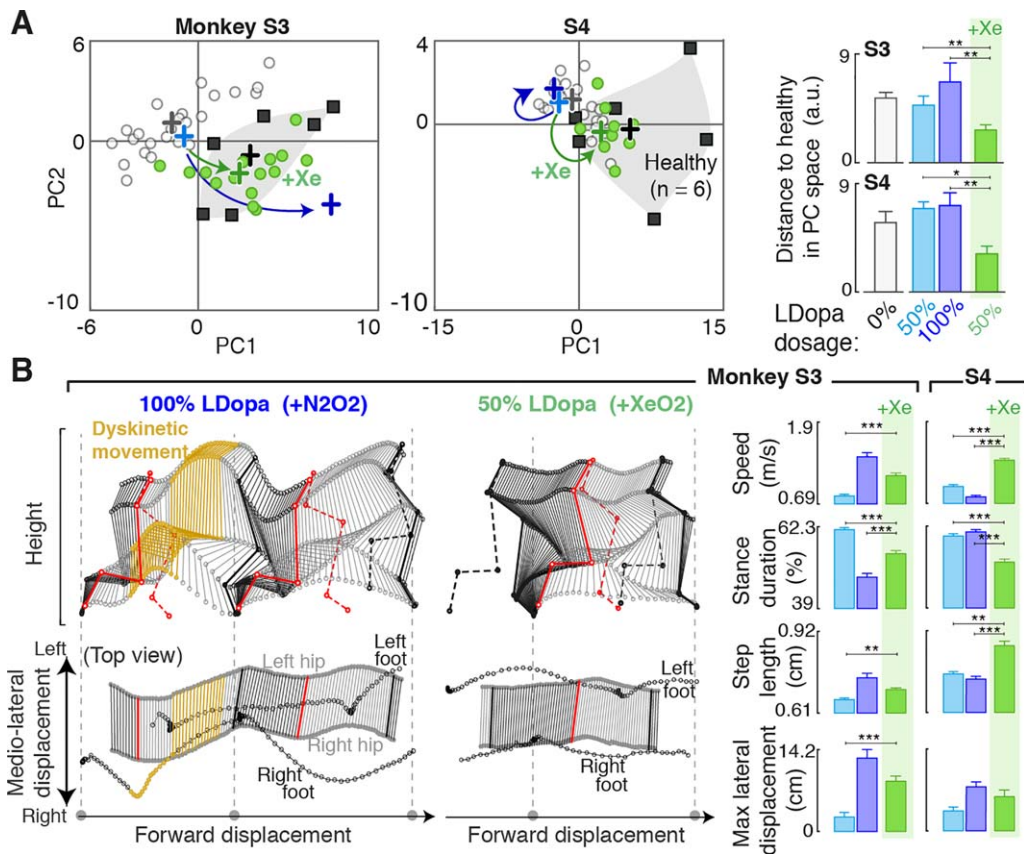 A
Monkey S3
S4
+Xe
6
0
-10
-6
0
10
PC2
PC1
+Xe
4
0
-10
-15
0
15
PC1
+Xe
Healthy
(n = 6)
Distance to healthy
in PC space (a.u.)
9
S3
**
**
0
9
S4
*
**
0
LDopa
dosage:
0%
50%
100%
50%
B
Monkey S3
S4
100% LDopa (+N2O2)
50% LDopa (+XeO2)
+Xe
+Xe
Dyskinetic
movement
Height
Left
(Top view)
Left hip
Left
foot
Right hip
Right
foot
Left
foot
Right
foot
Medio-lateral
displacement
Right
Forward displacement
Forward displacement
Speed
(m/s)
1.9
0.69
***
***
***
Stance
duration
(%)
62.3
39
***
***
***
***
Step
length
(cm)
0.92
0.61
**
**
***
Max lateral
displacement
(cm)
14.2
0
***